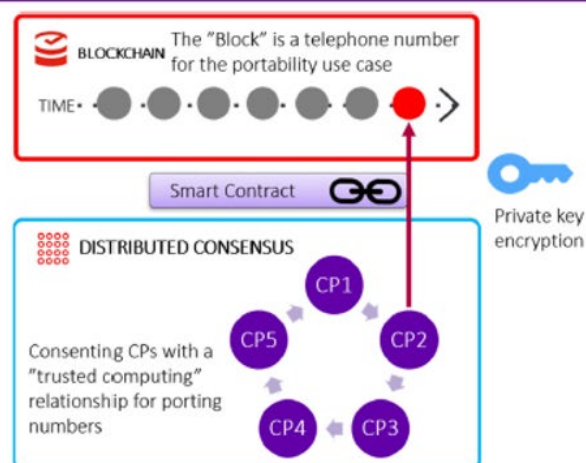 BLOCKCHAIN The "Block" is a telephone number
for the portability use case
TIME
Smart Contract
Private key
encryption
DISTRIBUTED CONSENSUS
CP1
CP5
CP2
Consenting CPs with a
"trusted computing"
relationship for porting
numbers
CP4
CP3